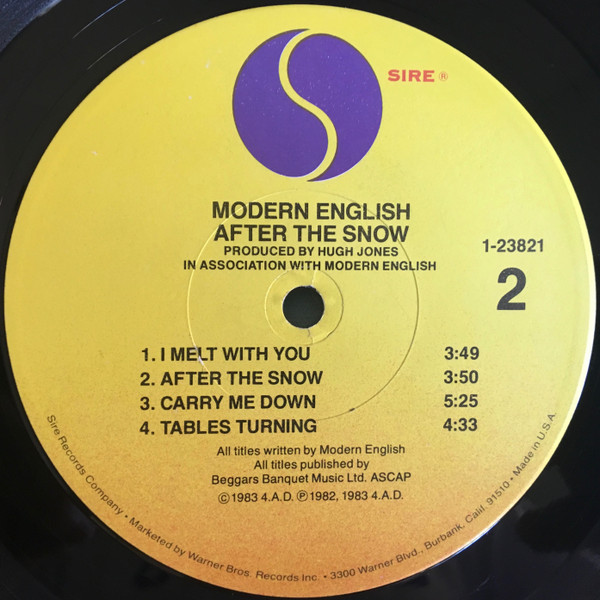 SIRE ®
MODERN ENGLISH
AFTER THE SNOW
PRODUCED BY HUGH JONES
IN ASSOCIATION WITH MODERN ENGLISH
1-23821
2
1. I MELT WITH YOU 3:49
2. AFTER THE SNOW 3:50
3. CARRY ME DOWN 5:25
4. TABLES TURNING 4:33
All titles written by Modern English
All titles published by
Beggars Banquet Music Ltd. ASCAP
©1983 4.A.D. ℗1982, 1983 4.A.D.
Sire Records Company • Marketed by Warner Bros. Records Inc. • 3300 Warner Blvd., Burbank, Calif. 91510 • Made in U.S.A.